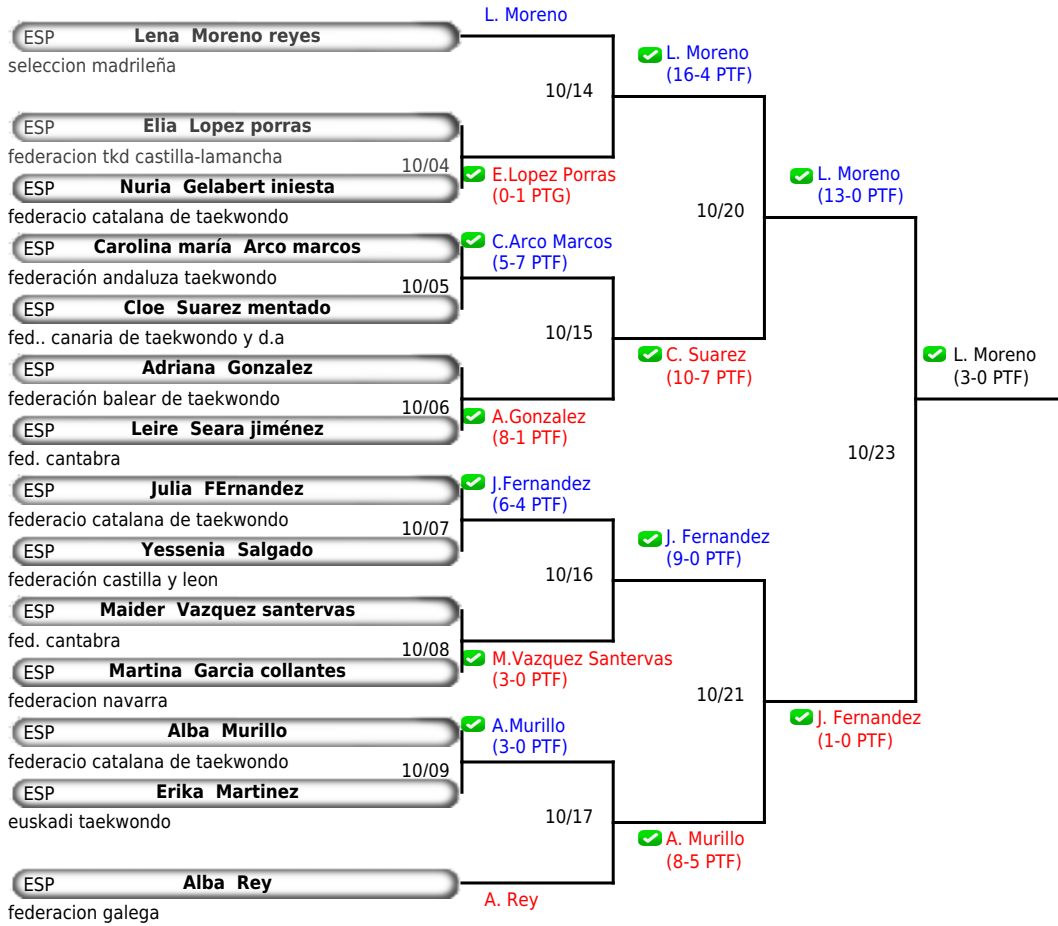 L. Moreno
ESP Lena Moreno reyes
seleccion madrileña
L. Moreno
(16-4 PTF)
10/14
ESP Elia Lopez porras
federacion tkd castilla-lamancha
10/04
E.Lopez Porras
(0-1 PTG)
ESP Nuria Gelabert iniesta
federacio catalana de taekwondo
L. Moreno
(13-0 PTF)
10/20
ESP Carolina maría Arco marcos
federación andaluza taekwondo
C.Arco Marcos
(5-7 PTF)
10/05
ESP Cloe Suarez mentado
fed.. canaria de taekwondo y d.a
10/15
ESP Adriana Gonzalez
federación balear de taekwondo
C. Suarez
(10-7 PTF)
L. Moreno
(3-0 PTF)
10/06
A.Gonzalez
(8-1 PTF)
ESP Leire Seara jiménez
fed. cantabra
10/23
ESP Julia FErnandez
federacio catalana de taekwondo
J.Fernandez
(6-4 PTF)
10/07
ESP Yessenia Salgado
federación castilla y leon
J. Fernandez
(9-0 PTF)
10/16
ESP Maider Vazquez santervas
fed. cantabra
10/08
M.Vazquez Santervas
(3-0 PTF)
ESP Martina Garcia collantes
federacion navarra
10/21
J. Fernandez
(1-0 PTF)
ESP Alba Murillo
federacio catalana de taekwondo
A.Murillo
(3-0 PTF)
10/09
ESP Erika Martinez
euskadi taekwondo
10/17
A. Murillo
(8-5 PTF)
ESP Alba Rey
federacion galega
A. Rey